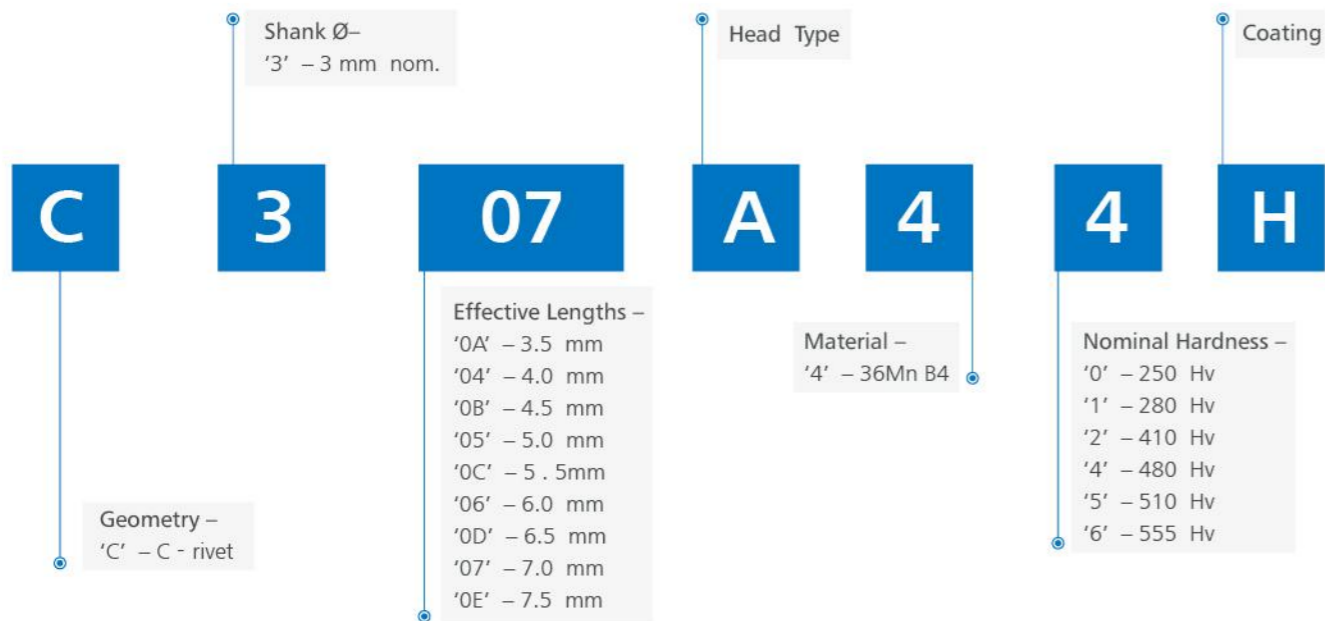 Shank Ø–
‘3’ – 3 mm nom.
Head Type
Coating
C 3 07 A 4 4 H
Effective Lengths –
‘0A’ – 3.5 mm
‘04’ – 4.0 mm
‘0B’ – 4.5 mm
‘05’ – 5.0 mm
‘0C’ – 5 . 5mm
‘06’ – 6.0 mm
‘0D’ – 6.5 mm
‘07’ – 7.0 mm
‘0E’ – 7.5 mm
Material –
‘4’ – 36Mn B4
Nominal Hardness –
‘0’ – 250 Hv
‘1’ – 280 Hv
‘2’ – 410 Hv
‘4’ – 480 Hv
‘5’ – 510 Hv
‘6’ – 555 Hv
Geometry –
‘C’ – C - rivet